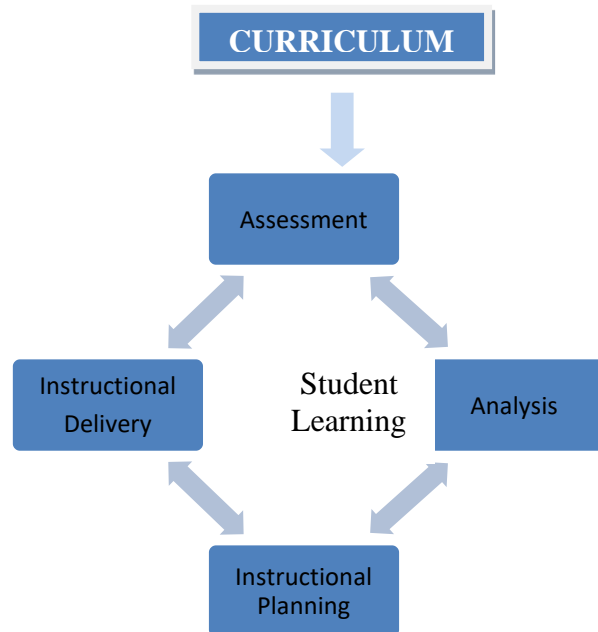 CURRICULUM
Assessment
Instructional
Delivery
Student
Learning
Analysis
Instructional
Planning